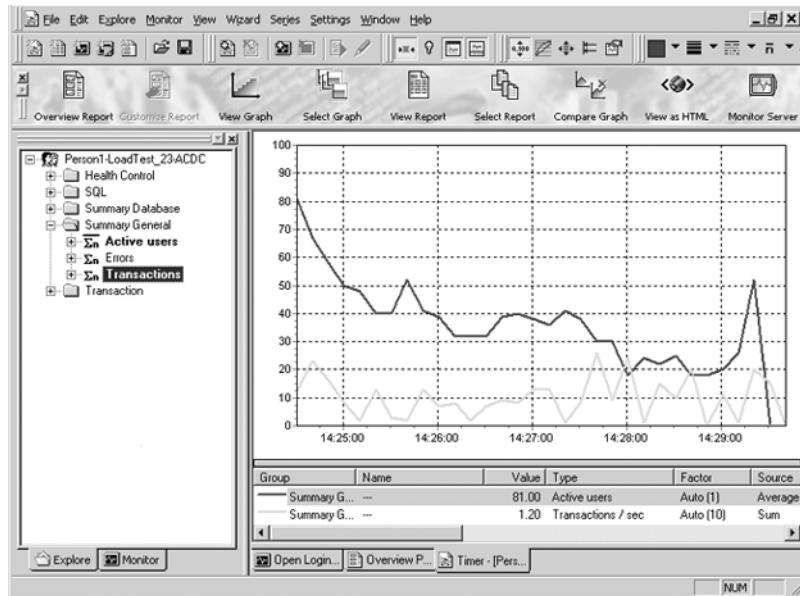 File Edit Explore Monitor View Wizard Series Settings Window Help
Overview Report Customize Report View Graph Select Graph View Report Select Report Compare Graph View as HTML Monitor Server
Person1-LoadTest_23-ACDC
Health Control
SQL
Summary Database
Summary General
Σn Active users
Σn Errors
Σn Transactions
Transaction
100
90
80
70
60
50
40
30
20
10
0
14:25:00 14:26:00 14:27:00 14:28:00 14:29:00
Group Name Value Type Factor Source
Summary G... --- 81.00 Active users Auto (1) Average
Summary G... --- 1.20 Transactions / sec Auto (10) Sum
Explore Monitor
Open Login... Overview P... Timer - [Pers...
NUM